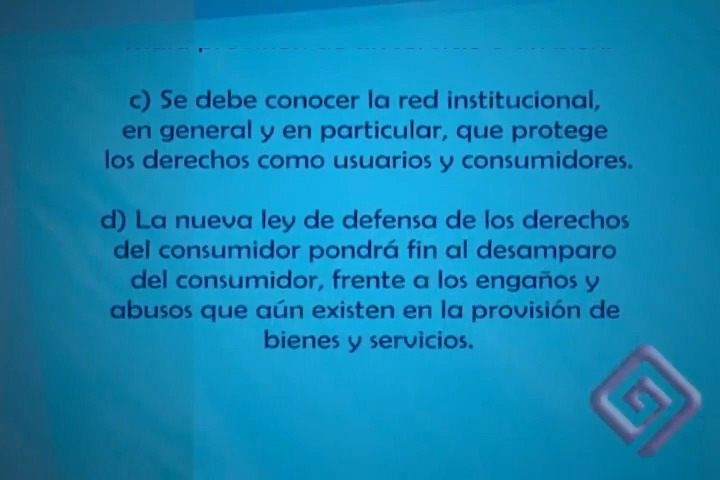 c) Se debe conocer la red institucional,
en general y en particular, que protege
los derechos como usuarios y consumidores.
d) La nueva ley de defensa de los derechos
del consumidor pondrá fin al desamparo
del consumidor, frente a los engaños y
abusos que aún existen en la provisión de
bienes y servicios.